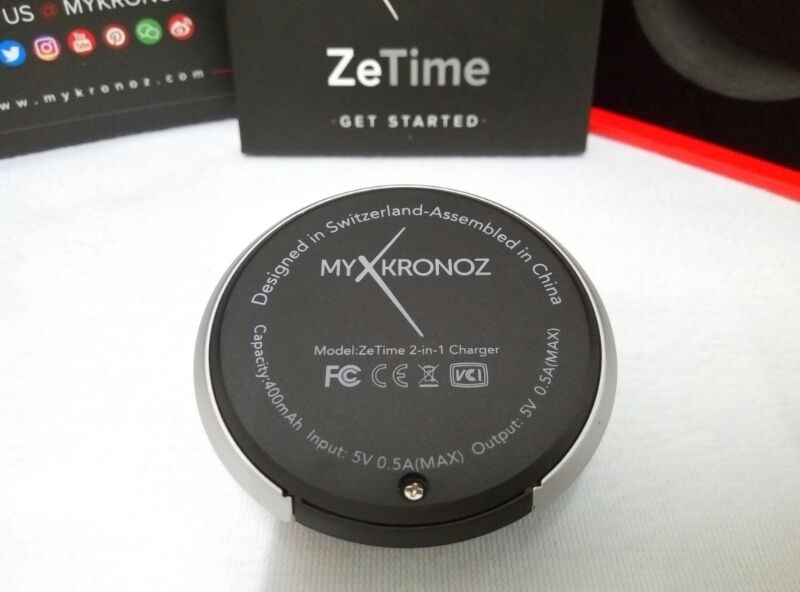 US @ MYKRONOZ
www.mykronoz.com
ZeTime
GET STARTED
Designed in Switzerland-Assembled in China
MYKRONOZ
Model:ZeTime 2-in-1 Charger
FC CE VCI
Capacity:400mAh Input: 5V 0.5A(MAX) Output: 5V 0.5A(MAX)